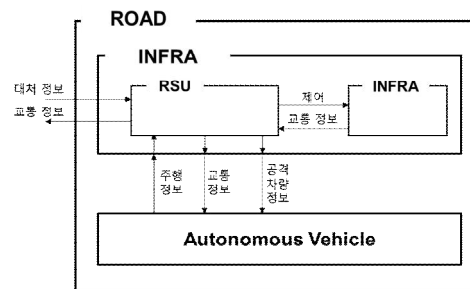 ROAD
INFRA
RSU
INFRA
대처 정보
교통 정보
제어
교통 정보
주행
정보
교통
정보
공격
차량
정보
Autonomous Vehicle